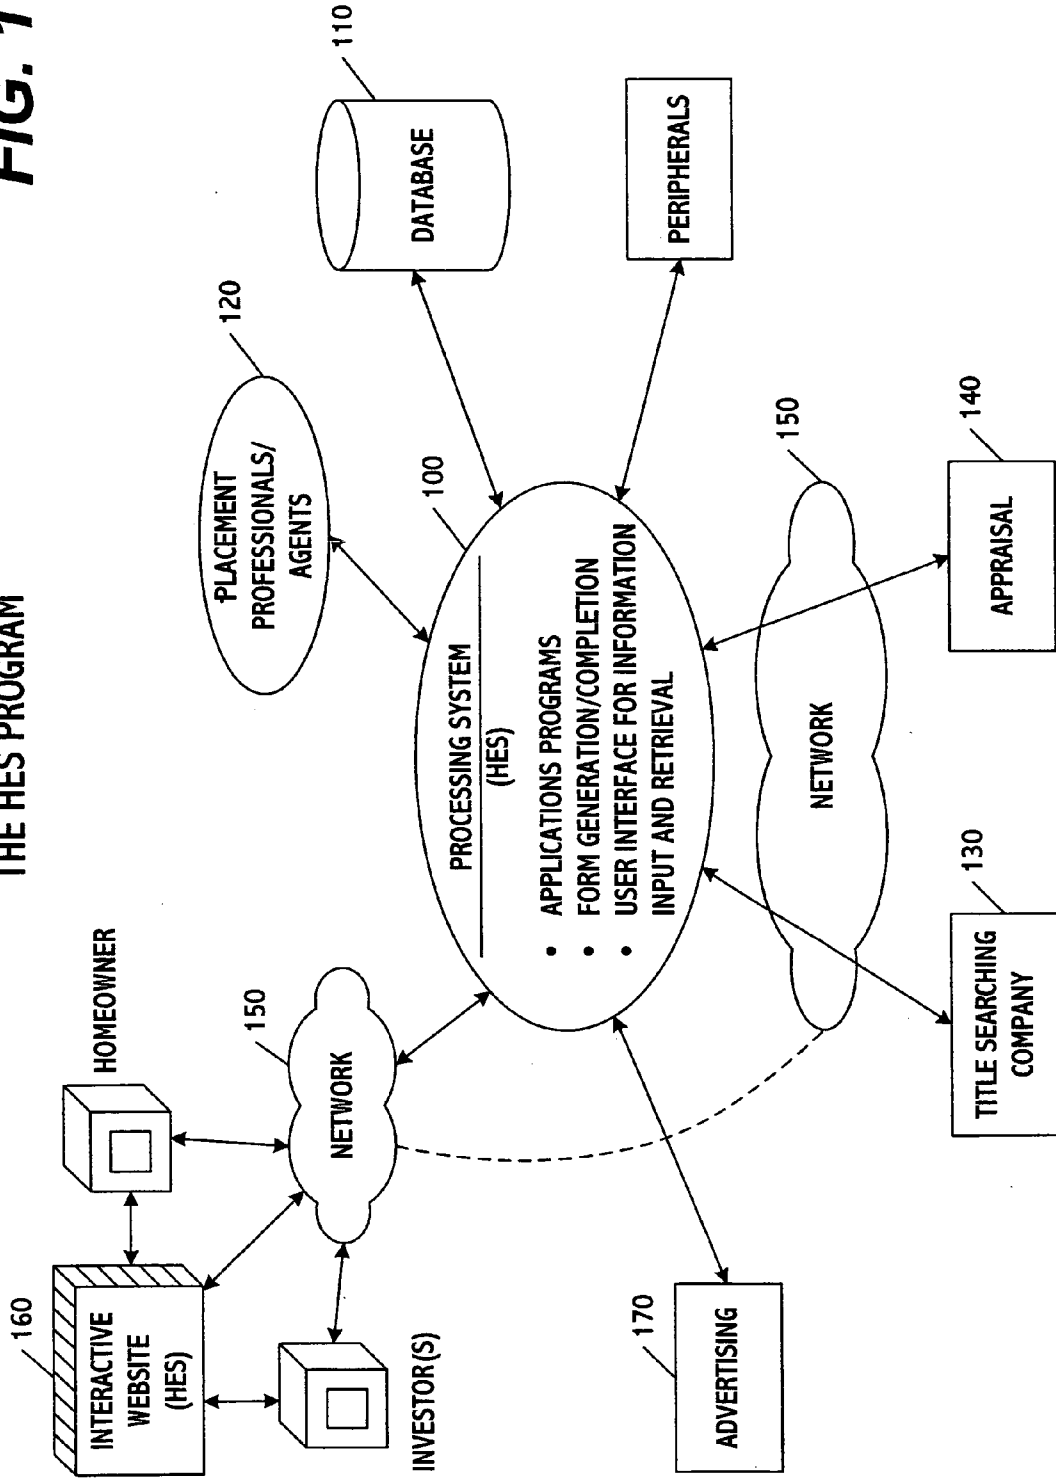 FIG. 1
THE HES PROGRAM
160
INTERACTIVE
WEBSITE
(HES)
HOMEOWNER
INVESTOR(S)
150
NETWORK
120
PLACEMENT
PROFESSIONALS/
AGENTS
110
DATABASE
100
PROCESSING SYSTEM
(HES)
• APPLICATIONS PROGRAMS
• FORM GENERATION/COMPLETION
• USER INTERFACE FOR INFORMATION
INPUT AND RETRIEVAL
PERIPHERALS
170
ADVERTISING
150
NETWORK
130
TITLE SEARCHING
COMPANY
140
APPRAISAL